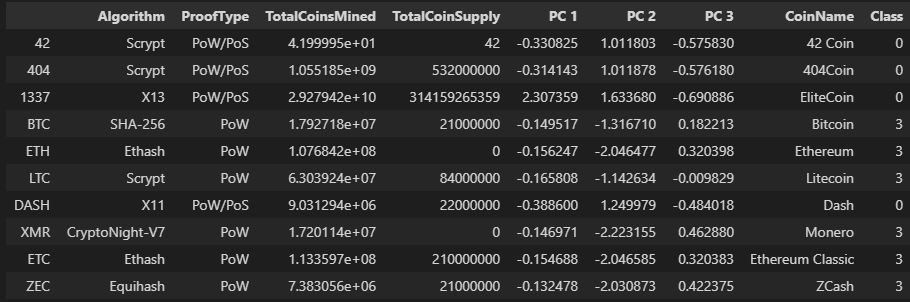 Algorithm ProofType TotalCoinsMined TotalCoinSupply PC 1 PC 2 PC 3 CoinName Class
42 Scrypt PoW/PoS 4.199995e+01 42 -0.330825 1.011803 -0.575830 42 Coin 0
404 Scrypt PoW/PoS 1.055185e+09 532000000 -0.314143 1.011878 -0.576180 404Coin 0
1337 X13 PoW/PoS 2.927942e+10 314159265359 2.307359 1.633680 -0.690886 EliteCoin 0
BTC SHA-256 PoW 1.792718e+07 21000000 -0.149517 -1.316710 0.182213 Bitcoin 3
ETH Ethash PoW 1.076842e+08 0 -0.156247 -2.046477 0.320398 Ethereum 3
LTC Scrypt PoW 6.303924e+07 84000000 -0.165808 -1.142634 -0.009829 Litecoin 3
DASH X11 PoW/PoS 9.031294e+06 22000000 -0.388600 1.249979 -0.484018 Dash 0
XMR CryptoNight-V7 PoW 1.720114e+07 0 -0.146971 -2.223155 0.462880 Monero 3
ETC Ethash PoW 1.133597e+08 210000000 -0.154688 -2.046585 0.320383 Ethereum Classic 3
ZEC Equihash PoW 7.383056e+06 21000000 -0.132478 -2.030873 0.422375 ZCash 3